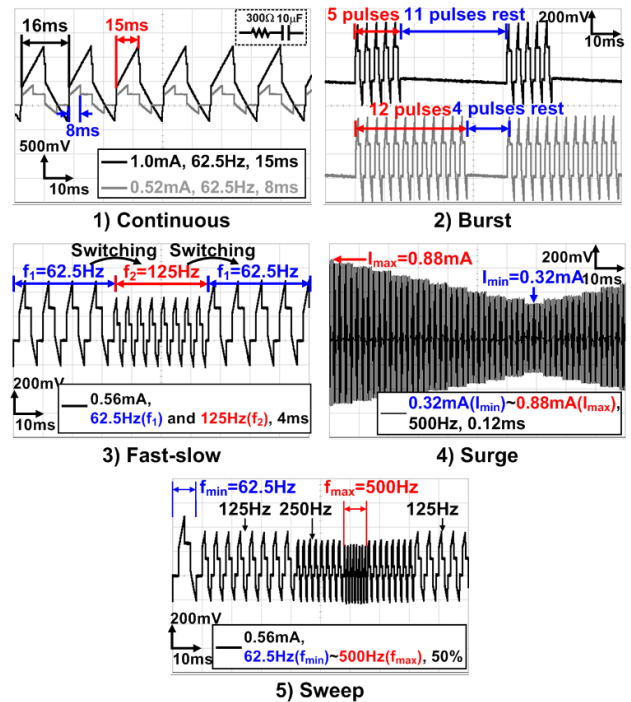 300Ω 10μF
16ms
15ms
8ms
500mV
10ms
1.0mA, 62.5Hz, 15ms
0.52mA, 62.5Hz, 8ms
1) Continuous
200mV
10ms
5 pulses
11 pulses rest
12 pulses
4 pulses rest
2) Burst
Switching
Switching
f1=62.5Hz
f2=125Hz
f1=62.5Hz
200mV
10ms
0.56mA,
62.5Hz(f1) and 125Hz(f2), 4ms
3) Fast-slow
200mV
10ms
Imax=0.88mA
Imin=0.32mA
0.32mA(Imin)~0.88mA(Imax),
500Hz, 0.12ms
4) Surge
fmin=62.5Hz
fmax=500Hz
125Hz
250Hz
125Hz
200mV
10ms
0.56mA,
62.5Hz(fmin)~500Hz(fmax), 50%
5) Sweep